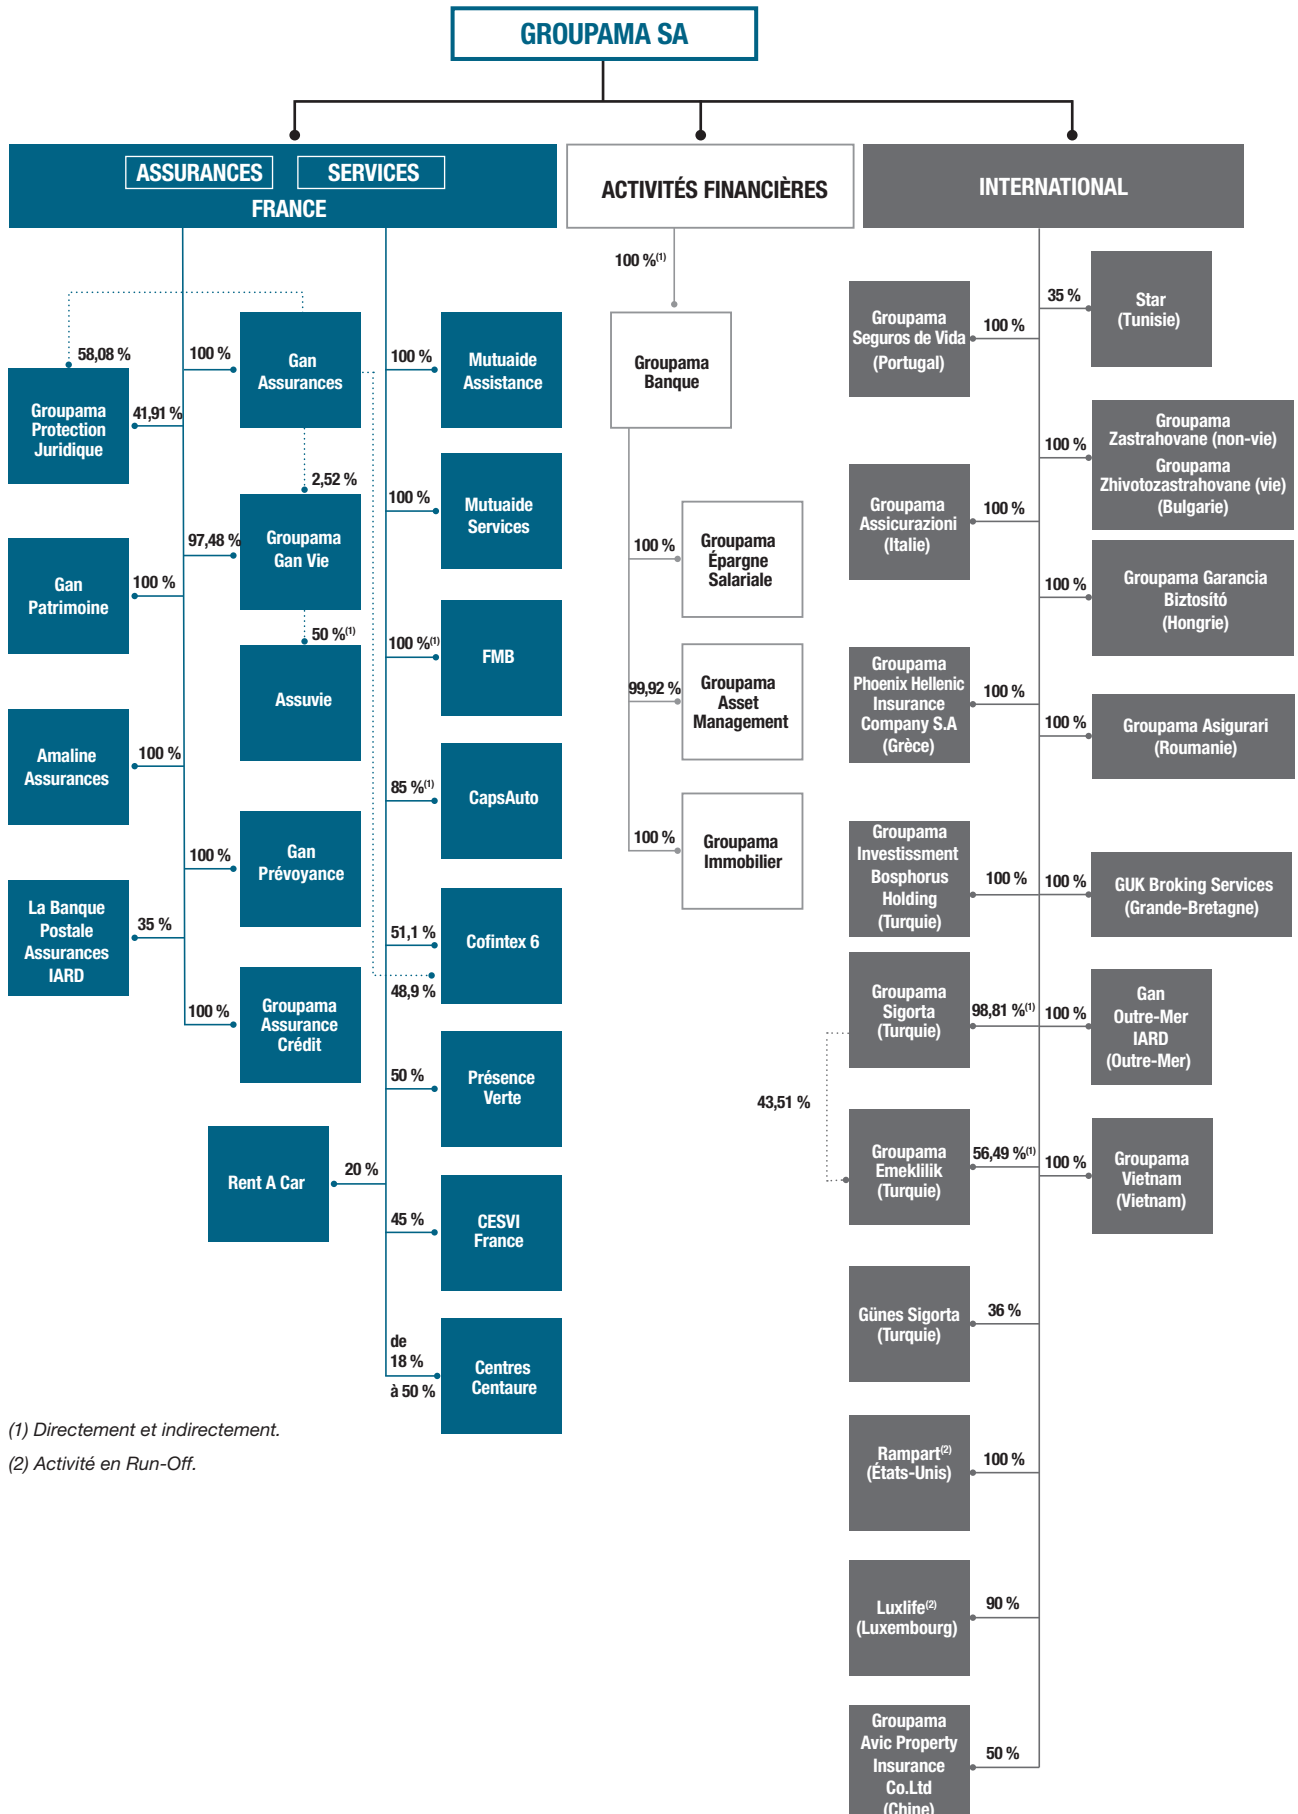 GROUPAMA SA
ASSURANCES
SERVICES
FRANCE
ACTIVITÉS FINANCIÈRES
INTERNATIONAL
58,08 %
Groupama
Protection
Juridique
41,91 %
Gan
Patrimoine
100 %
Amaline
Assurances
100 %
La Banque
Postale
Assurances
IARD
35 %
100 %
Gan
Assurances
2,52 %
97,48 %
Groupama
Gan Vie
50 %(1)
Assuvie
100 %
Gan
Prévoyance
100 %
Groupama
Assurance
Crédit
100 %
Mutuaide
Assistance
100 %
Mutuaide
Services
100 %(1)
FMB
85 %(1)
CapsAuto
51,1 %
48,9 %
Cofintex 6
50 %
Présence
Verte
Rent A Car
20 %
45 %
CESVI
France
de
18 %
à 50 %
Centres
Centaure
100 %(1)
Groupama
Banque
100 %
Groupama
Épargne
Salariale
99,92 %
Groupama
Asset
Management
100 %
Groupama
Immobilier
Groupama
Seguros de Vida
(Portugal)
100 %
Groupama
Assicurazioni
(Italie)
100 %
Groupama
Phoenix Hellenic
Insurance
Company S.A
(Grèce)
100 %
Groupama
Investissment
Bosphorus
Holding
(Turquie)
100 %
Groupama
Sigorta
(Turquie)
98,81 %(1)
43,51 %
Groupama
Emeklilik
(Turquie)
56,49 %(1)
Günes Sigorta
(Turquie)
36 %
Rampart(2)
(États-Unis)
100 %
Luxlife(2)
(Luxembourg)
90 %
Groupama
Avic Property
Insurance
Co.Ltd
(Chine)
50 %
35 %
Star
(Tunisie)
100 %
Groupama
Zastrahovane (non-vie)
Groupama
Zhivotozastrahovane (vie)
(Bulgarie)
100 %
Groupama Garancia
Biztosító
(Hongrie)
100 %
Groupama Asigurari
(Roumanie)
100 %
GUK Broking Services
(Grande-Bretagne)
100 %
Gan
Outre-Mer
IARD
(Outre-Mer)
100 %
Groupama
Vietnam
(Vietnam)
(1) Directement et indirectement.
(2) Activité en Run-Off.